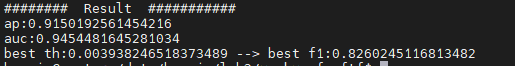 ########  Result  ###########
ap:0.9150192561454216
auc:0.9454481645281034
best th:0.003938246518373489 --> best f1:0.8260245116813482